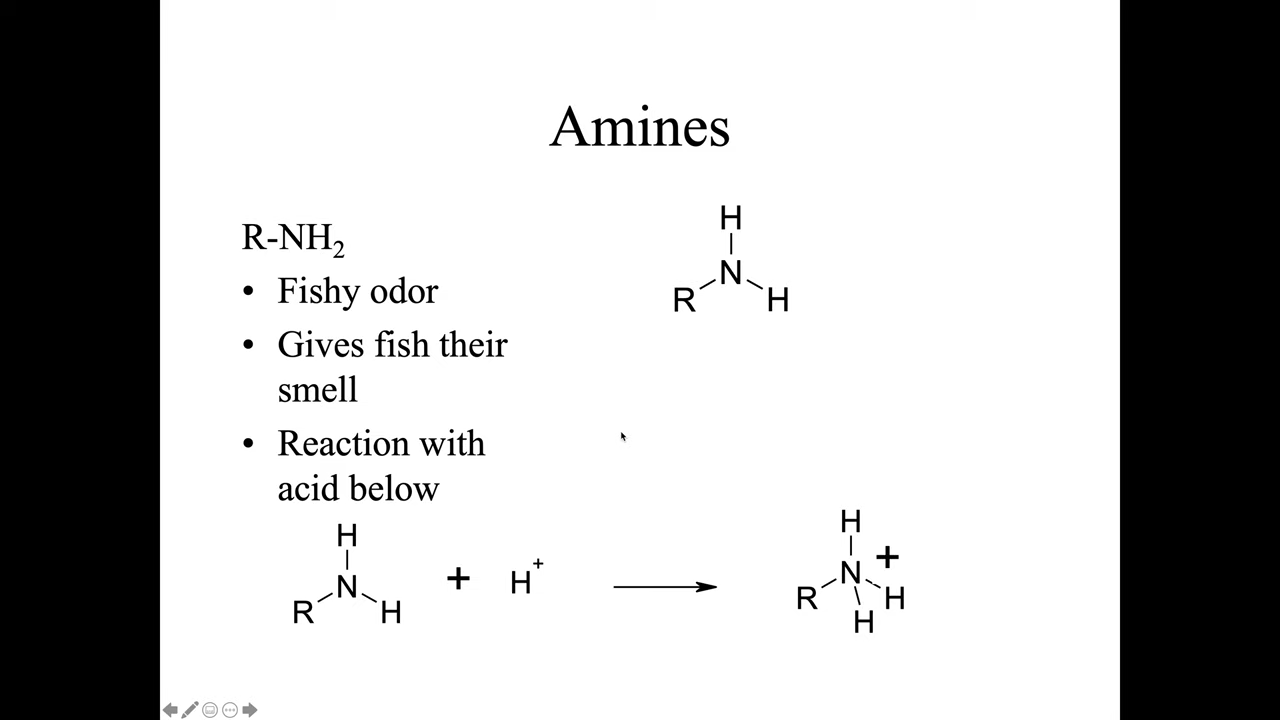 Amines
R-NH₂
• Fishy odor
• Gives fish their
smell
• Reaction with
acid below
H
N
R H
H
N
R H
+ H⁺
H
N +
R H
H